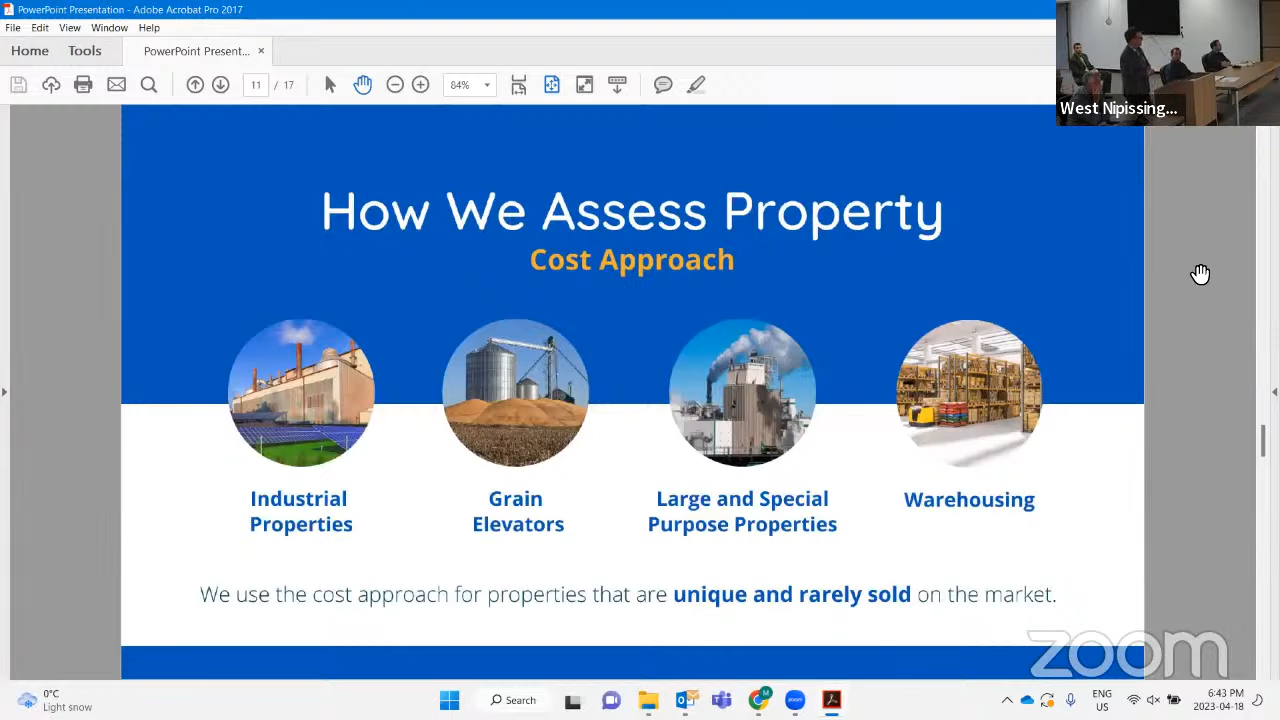 PowerPoint Presentation - Adobe Acrobat Pro 2017
File Edit View Window Help
Home Tools PowerPoint Present... ×
11 / 17 84%
West Nipissing...
How We Assess Property
Cost Approach
Industrial
Properties
Grain
Elevators
Large and Special
Purpose Properties
Warehousing
We use the cost approach for properties that are unique and rarely sold on the market.
zoom
0°C
Light snow
Search
ENG
US
6:43 PM
2023-04-18